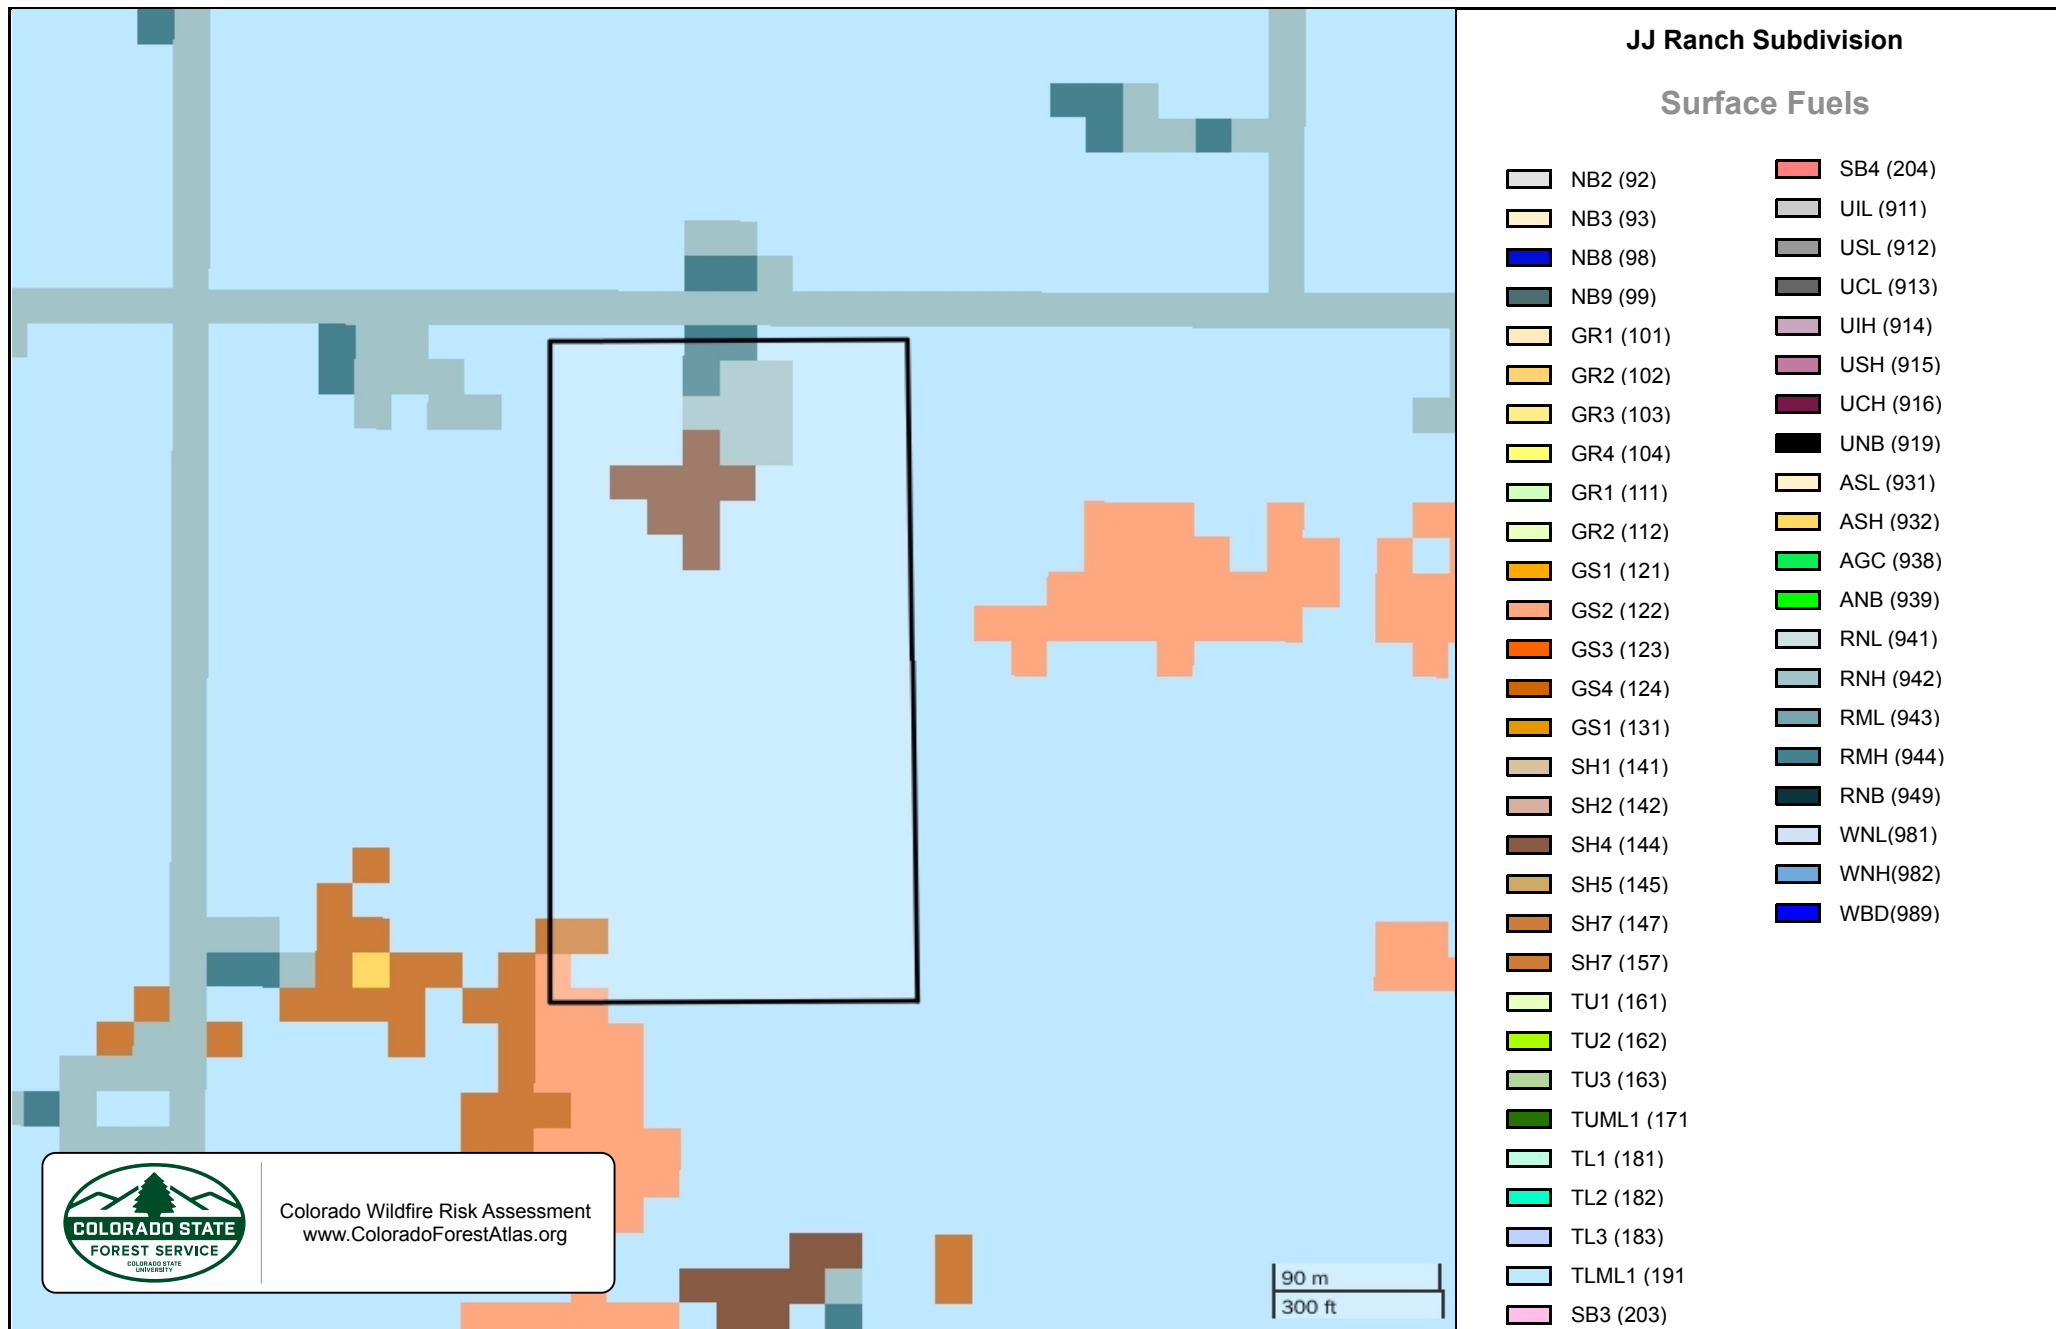 JJ Ranch Subdivision
Surface Fuels
NB2 (92)
NB3 (93)
NB8 (98)
NB9 (99)
GR1 (101)
GR2 (102)
GR3 (103)
GR4 (104)
GR1 (111)
GR2 (112)
GS1 (121)
GS2 (122)
GS3 (123)
GS4 (124)
GS1 (131)
SH1 (141)
SH2 (142)
SH4 (144)
SH5 (145)
SH7 (147)
SH7 (157)
TU1 (161)
TU2 (162)
TU3 (163)
TUML1 (171
TL1 (181)
TL2 (182)
TL3 (183)
TLML1 (191
SB3 (203)
SB4 (204)
UIL (911)
USL (912)
UCL (913)
UIH (914)
USH (915)
UCH (916)
UNB (919)
ASL (931)
ASH (932)
AGC (938)
ANB (939)
RNL (941)
RNH (942)
RML (943)
RMH (944)
RNB (949)
WNL(981)
WNH(982)
WBD(989)
COLORADO STATE
FOREST SERVICE
COLORADO STATE
UNIVERSITY
Colorado Wildfire Risk Assessment
www.ColoradoForestAtlas.org
90 m
300 ft